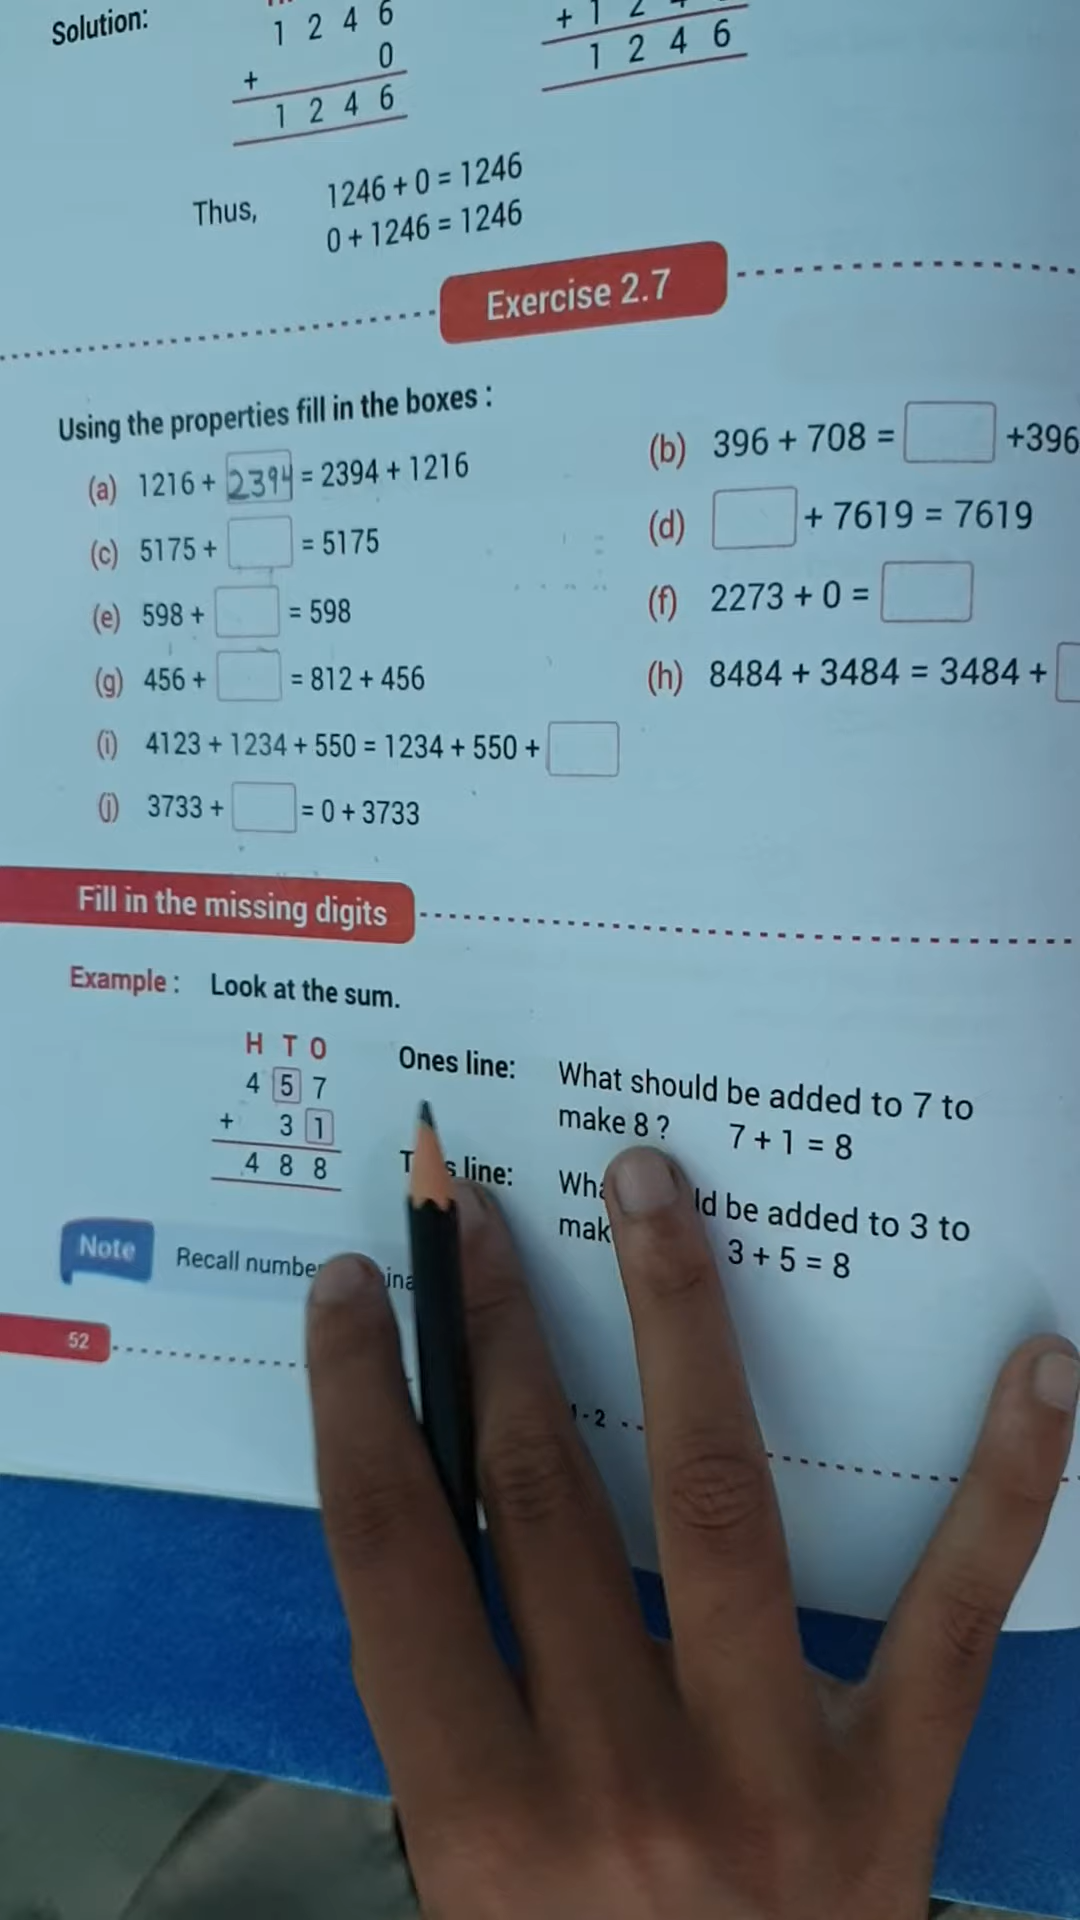 Solution:
1 2 4 6
+ 0
1 2 4 6
+ 1 2
1 2 4 6
Thus, 1246 + 0 = 1246
0 + 1246 = 1246
Exercise 2.7
Using the properties fill in the boxes :
(a) 1216 + 2394 = 2394 + 1216
(b) 396 + 708 = +396
(c) 5175 + = 5175
(d) + 7619 = 7619
(e) 598 + = 598
(f) 2273 + 0 =
(g) 456 + = 812 + 456
(h) 8484 + 3484 = 3484 +
(i) 4123 + 1234 + 550 = 1234 + 550 +
(j) 3733 + = 0 + 3733
Fill in the missing digits
Example : Look at the sum.
H T O
4 5 7
+ 3 1
4 8 8
Ones line: What should be added to 7 to
make 8 ? 7 + 1 = 8
line: be added to 3 to
3 + 5 = 8
Note Recall
52
- 2